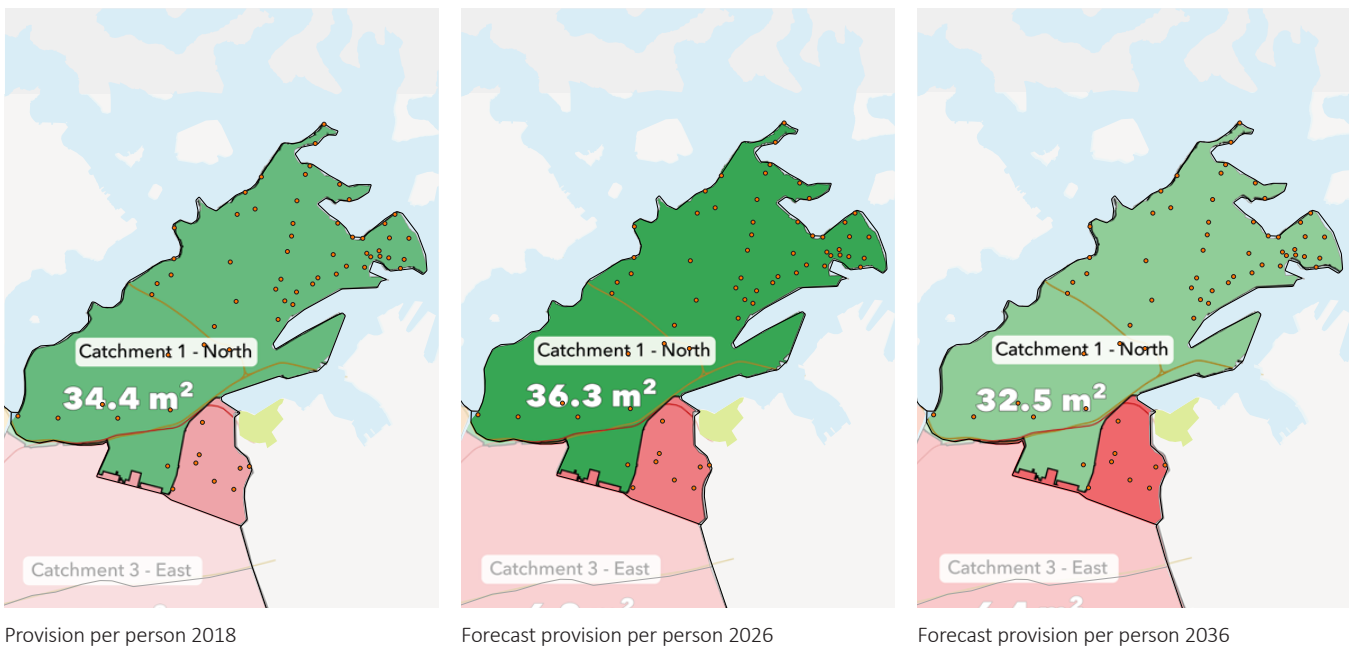 Catchment 1 - North
34.4 m²
Catchment 3 - East
Provision per person 2018
Catchment 1 - North
36.3 m²
Catchment 3 - East
Forecast provision per person 2026
Catchment 1 - North
32.5 m²
Catchment 3 - East
Forecast provision per person 2036